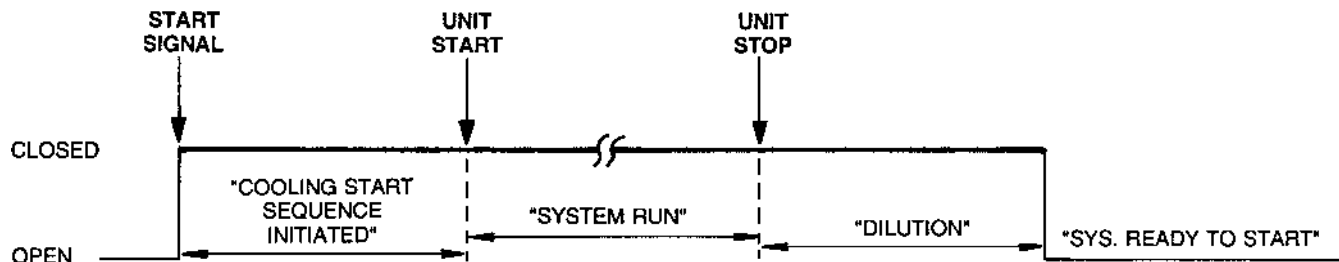 START
SIGNAL
UNIT
START
UNIT
STOP
CLOSED
"COOLING START
SEQUENCE
INITIATED"
"SYSTEM RUN"
"DILUTION"
"SYS. READY TO START"
OPEN